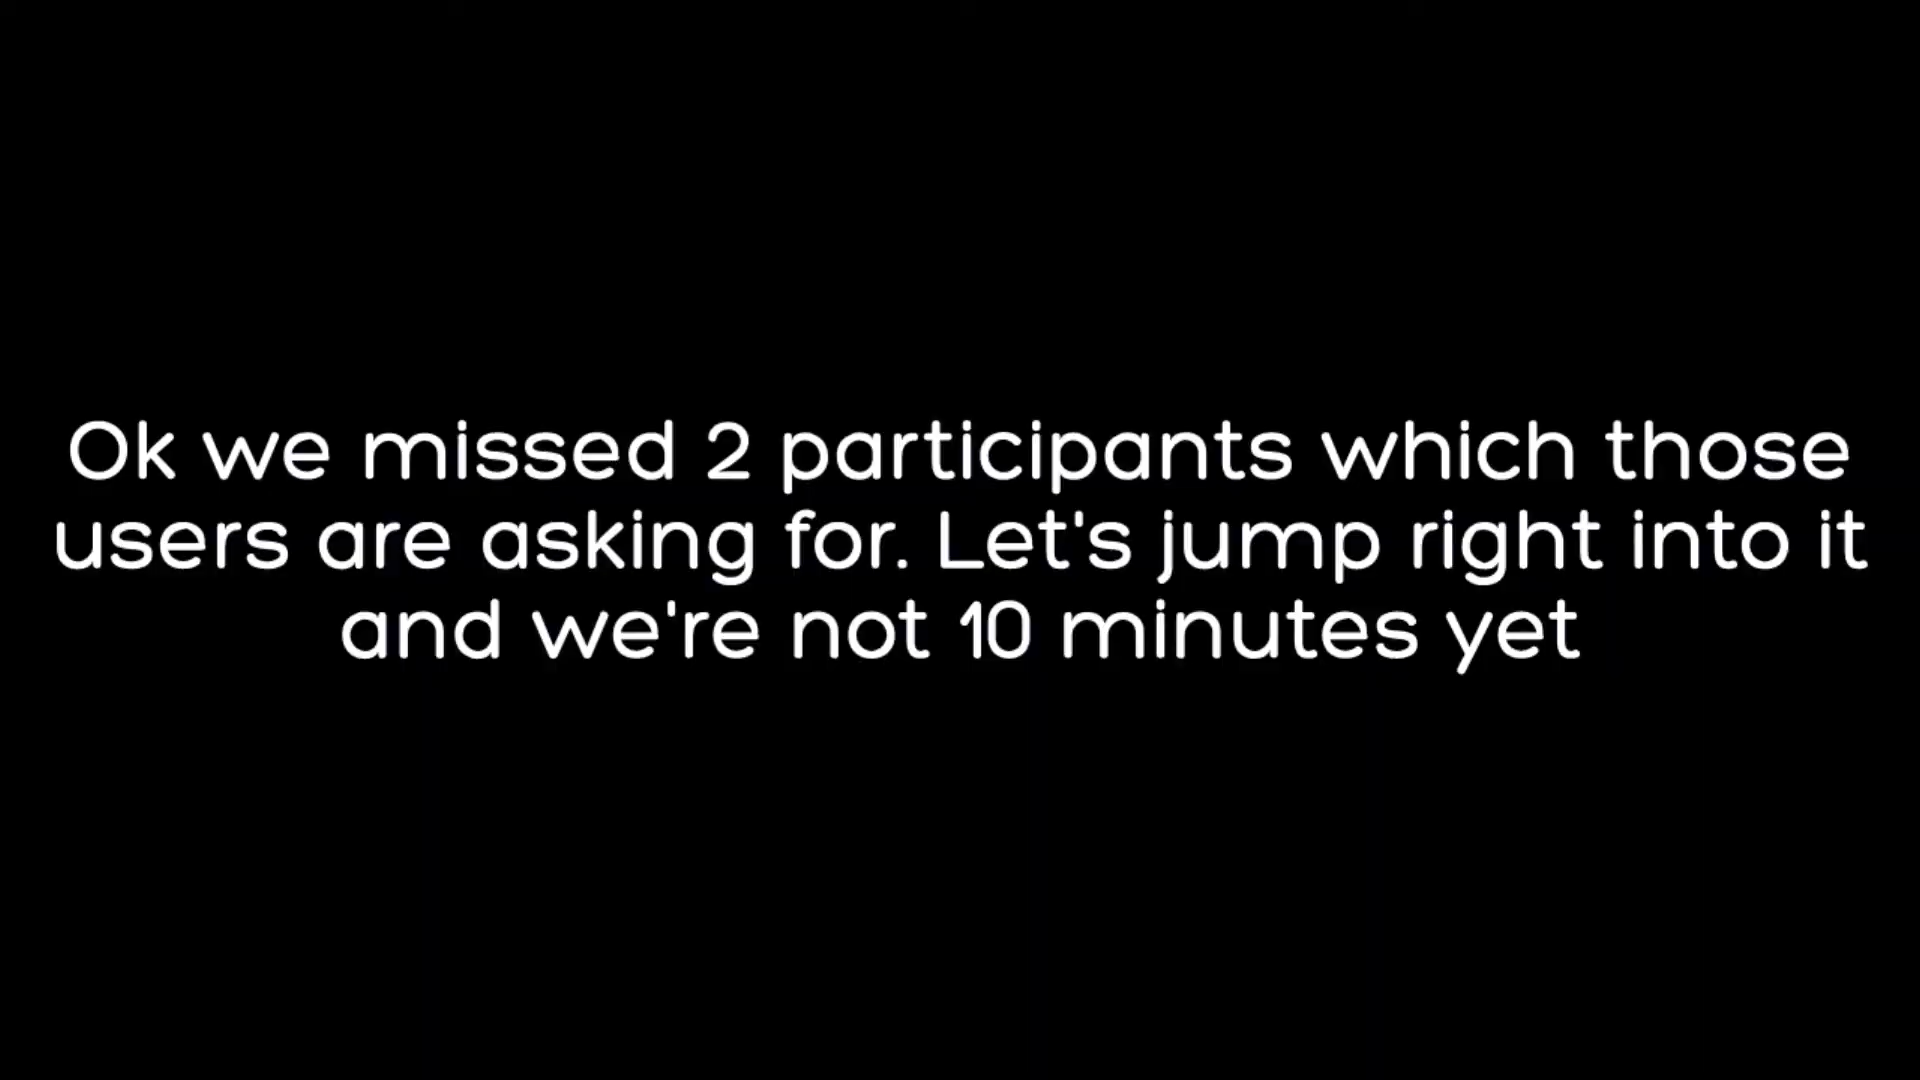 Ok we missed 2 participants which those
users are asking for. Let's jump right into it
and we're not 10 minutes yet